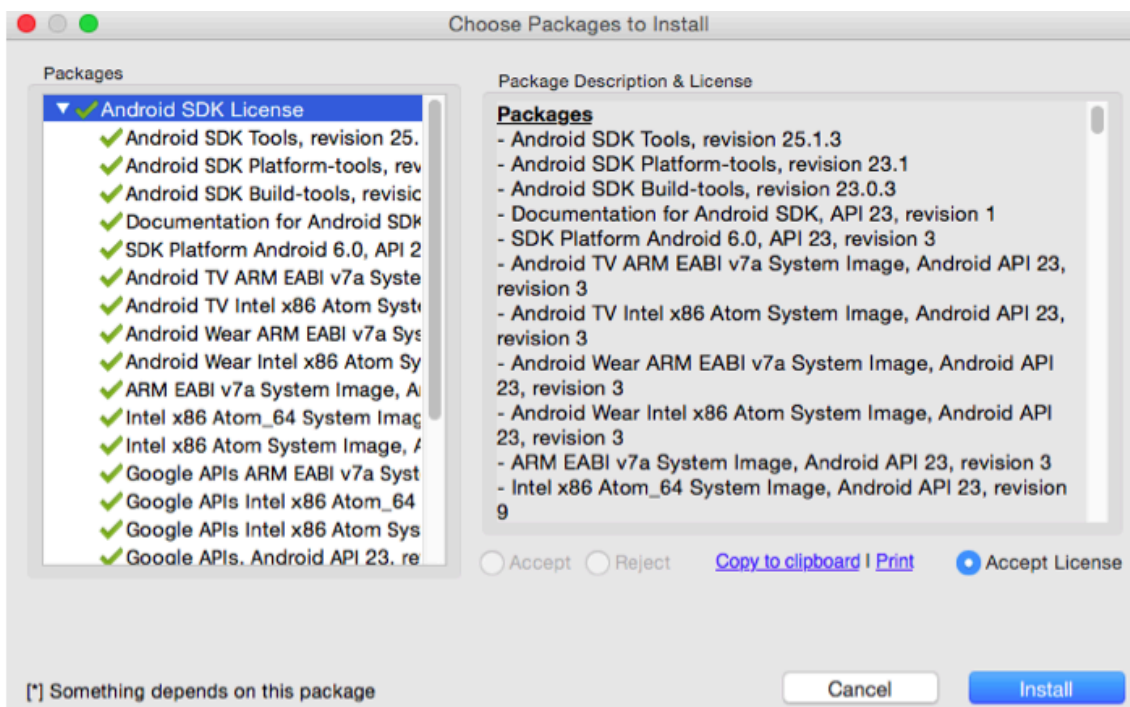 Choose Packages to Install
Packages
Android SDK License
Android SDK Tools, revision 25.
Android SDK Platform-tools, rev
Android SDK Build-tools, revisic
Documentation for Android SDK
SDK Platform Android 6.0, API 2
Android TV ARM EABI v7a Syste
Android TV Intel x86 Atom Syste
Android Wear ARM EABI v7a Sys
Android Wear Intel x86 Atom Sy
ARM EABI v7a System Image, A
Intel x86 Atom_64 System Imag
Intel x86 Atom System Image, A
Google APIs ARM EABI v7a Syst
Google APIs Intel x86 Atom_64
Google APIs Intel x86 Atom Sys
Google APIs, Android API 23, re
Package Description & License
Packages
- Android SDK Tools, revision 25.1.3
- Android SDK Platform-tools, revision 23.1
- Android SDK Build-tools, revision 23.0.3
- Documentation for Android SDK, API 23, revision 1
- SDK Platform Android 6.0, API 23, revision 3
- Android TV ARM EABI v7a System Image, Android API 23,
revision 3
- Android TV Intel x86 Atom System Image, Android API 23,
revision 3
- Android Wear ARM EABI v7a System Image, Android API
23, revision 3
- Android Wear Intel x86 Atom System Image, Android API
23, revision 3
- ARM EABI v7a System Image, Android API 23, revision 3
- Intel x86 Atom_64 System Image, Android API 23, revision
9
Accept Reject Copy to clipboard | Print Accept License
[*] Something depends on this package
Cancel Install